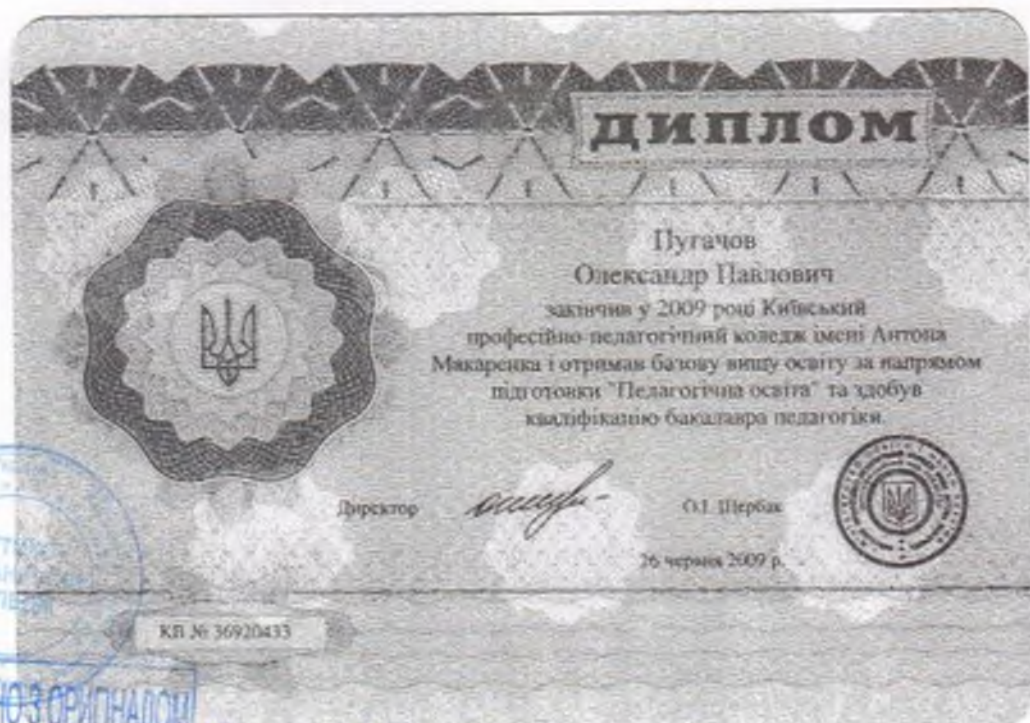 ДИПЛОМ
Пугачов
Олександр Павлович
закінчив у 2009 році Київський
професійно-педагогічний коледж імені Антона
Макаренка і отримав базову вищу освіту за напрямом
підготовки "Педагогічна освіта" та здобув
кваліфікацію бакалавра педагогіки.
Директор
О.І. Щербак
26 червня 2009 р.
КВ № 36920433
З ОРИГІНАЛОМ